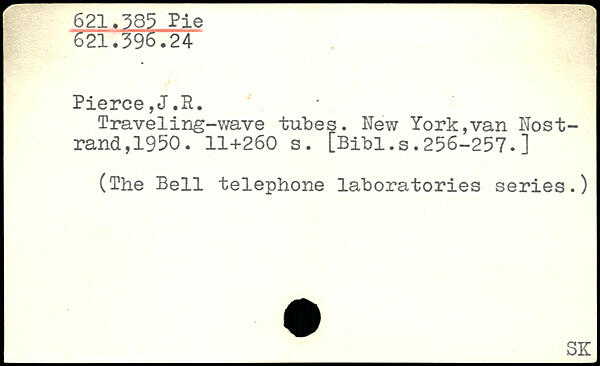 621.385 Pie
621.396.24
Pierce,J.R.
Traveling-wave tubes. New York,van Nost-
rand,1950. 11+260 s. [Bibl.s.256-257.]
(The Bell telephone laboratories series.)
SK